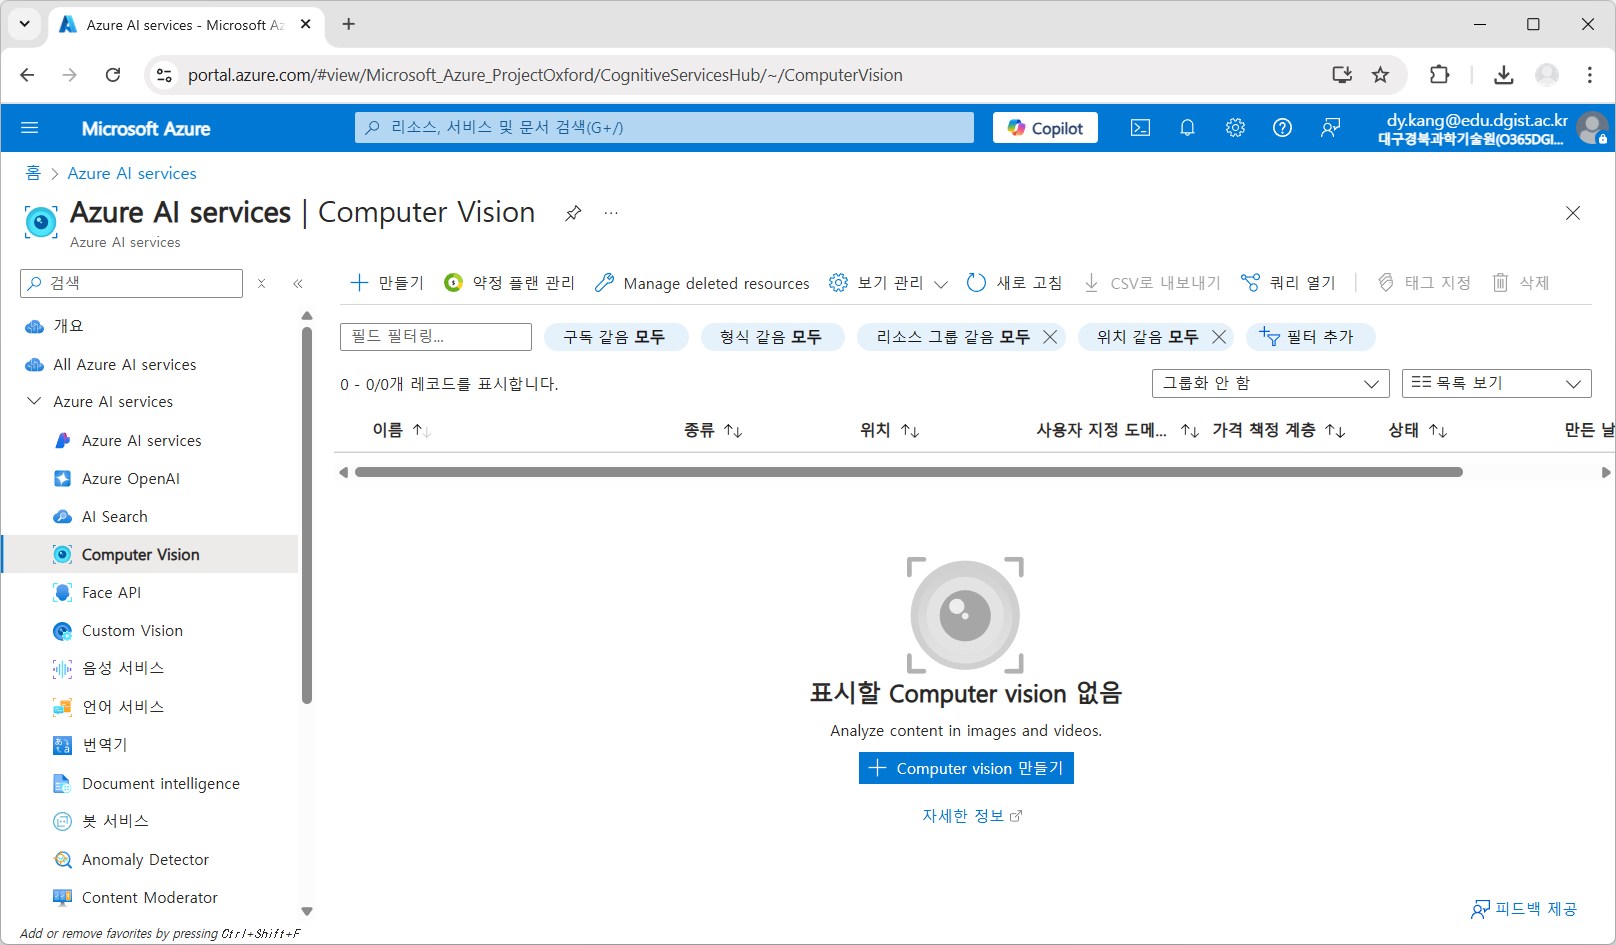 Azure AI services - Microsoft Az
portal.azure.com/#view/Microsoft_Azure_ProjectOxford/CognitiveServicesHub/~/ComputerVision
Microsoft Azure
리소스, 서비스 및 문서 검색(G+/)
Copilot
dy.kang@edu.dgist.ac.kr
대구경북과학기술원(O365DGI...
홈 > Azure AI services
Azure AI services | Computer Vision
Azure AI services
검색
만들기 약정 플랜 관리 Manage deleted resources 보기 관리 새로 고침 CSV로 내보내기 쿼리 열기 태그 지정 삭제
개요
All Azure AI services
Azure AI services
Azure AI services
Azure OpenAI
AI Search
Computer Vision
Face API
Custom Vision
음성 서비스
언어 서비스
번역기
Document intelligence
봇 서비스
Anomaly Detector
Content Moderator
Add or remove favorites by pressing Ctrl+Shift+F
필드 필터링... 구독 같음 모두 형식 같음 모두 리소스 그룹 같음 모두 위치 같음 모두 필터 추가
0 - 0/0개 레코드를 표시합니다.
그룹화 안 함
목록 보기
이름 종류 위치 사용자 지정 도메... 가격 책정 계층 상태 만든 날
표시할 Computer vision 없음
Analyze content in images and videos.
Computer vision 만들기
자세한 정보
피드백 제공